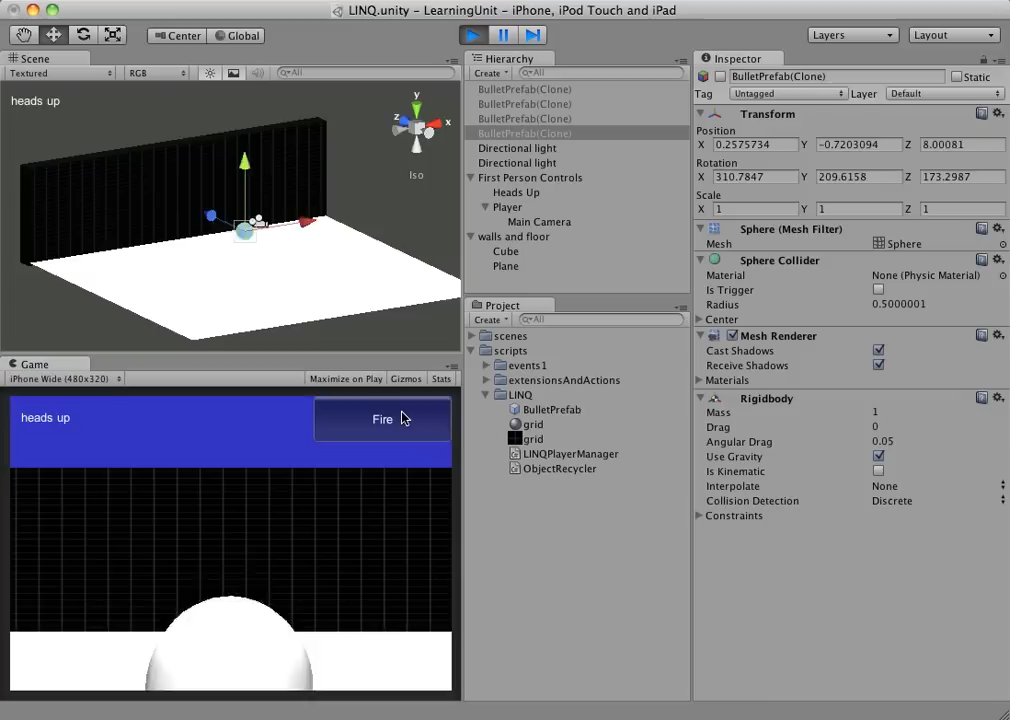 LINQ.unity - LearningUnit - iPhone, iPod Touch and iPad
Center
Global
Layers
Layout
Scene
Textured
RGB
All
heads up
y
z
x
Iso
Game
iPhone Wide (480x320)
Maximize on Play
Gizmos
Stats
heads up
Fire
Hierarchy
Create
All
BulletPrefab(Clone)
BulletPrefab(Clone)
BulletPrefab(Clone)
BulletPrefab(Clone)
Directional light
Directional light
First Person Controls
Heads Up
Player
Main Camera
walls and floor
Cube
Plane
Project
Create
All
scenes
scripts
events1
extensionsAndActions
LINQ
BulletPrefab
grid
grid
LINQPlayerManager
ObjectRecycler
Inspector
BulletPrefab(Clone)
Static
Tag Untagged Layer Default
Transform
Position
X 0.2575734 Y -0.7203094 Z 8.00081
Rotation
X 310.7847 Y 209.6158 Z 173.2987
Scale
X 1 Y 1 Z 1
Sphere (Mesh Filter)
Mesh Sphere
Sphere Collider
Material None (Physic Material)
Is Trigger
Radius 0.5000001
Center
Mesh Renderer
Cast Shadows
Receive Shadows
Materials
Rigidbody
Mass 1
Drag 0
Angular Drag 0.05
Use Gravity
Is Kinematic
Interpolate None
Collision Detection Discrete
Constraints